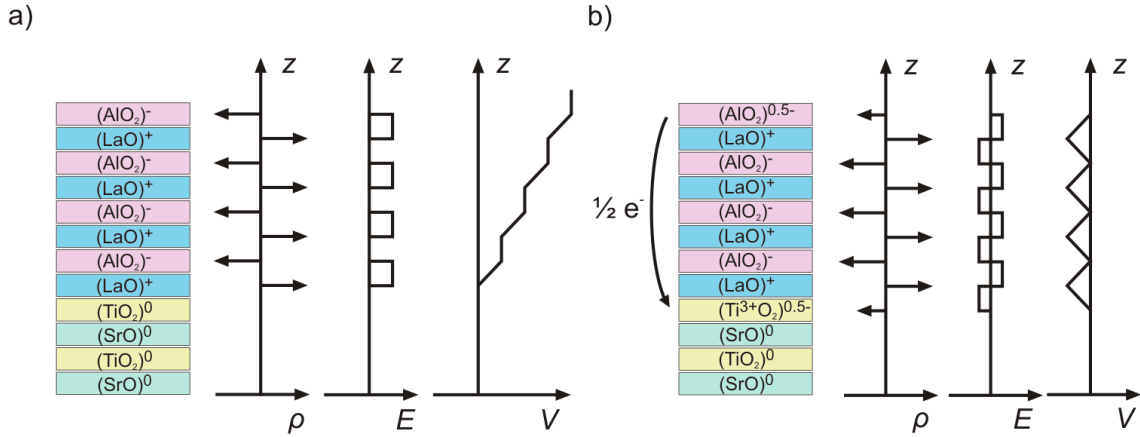 a)
z
z
z
(AlO₂)⁻
(LaO)⁺
(AlO₂)⁻
(LaO)⁺
(AlO₂)⁻
(LaO)⁺
(AlO₂)⁻
(LaO)⁺
(TiO₂)⁰
(SrO)⁰
(TiO₂)⁰
(SrO)⁰
ρ
E
V
b)
z
z
z
(AlO₂)⁰·⁵⁻
(LaO)⁺
(AlO₂)⁻
(LaO)⁺
(AlO₂)⁻
(LaO)⁺
(AlO₂)⁻
(LaO)⁺
(Ti³⁺O₂)⁰·⁵⁻
(SrO)⁰
(TiO₂)⁰
(SrO)⁰
½ e⁻
ρ
E
V